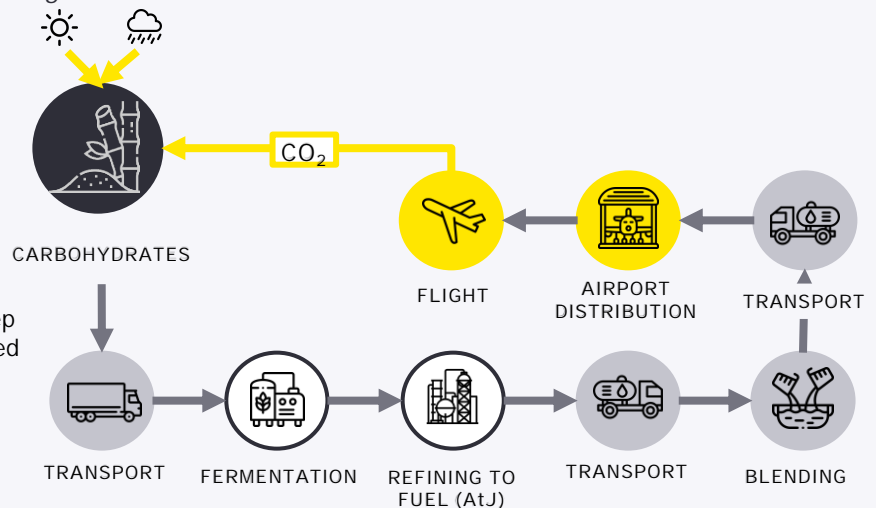 CO₂
CARBOHYDRATES
FLIGHT
AIRPORT
DISTRIBUTION
TRANSPORT
TRANSPORT
FERMENTATION
REFINING TO
FUEL (AtJ)
TRANSPORT
BLENDING